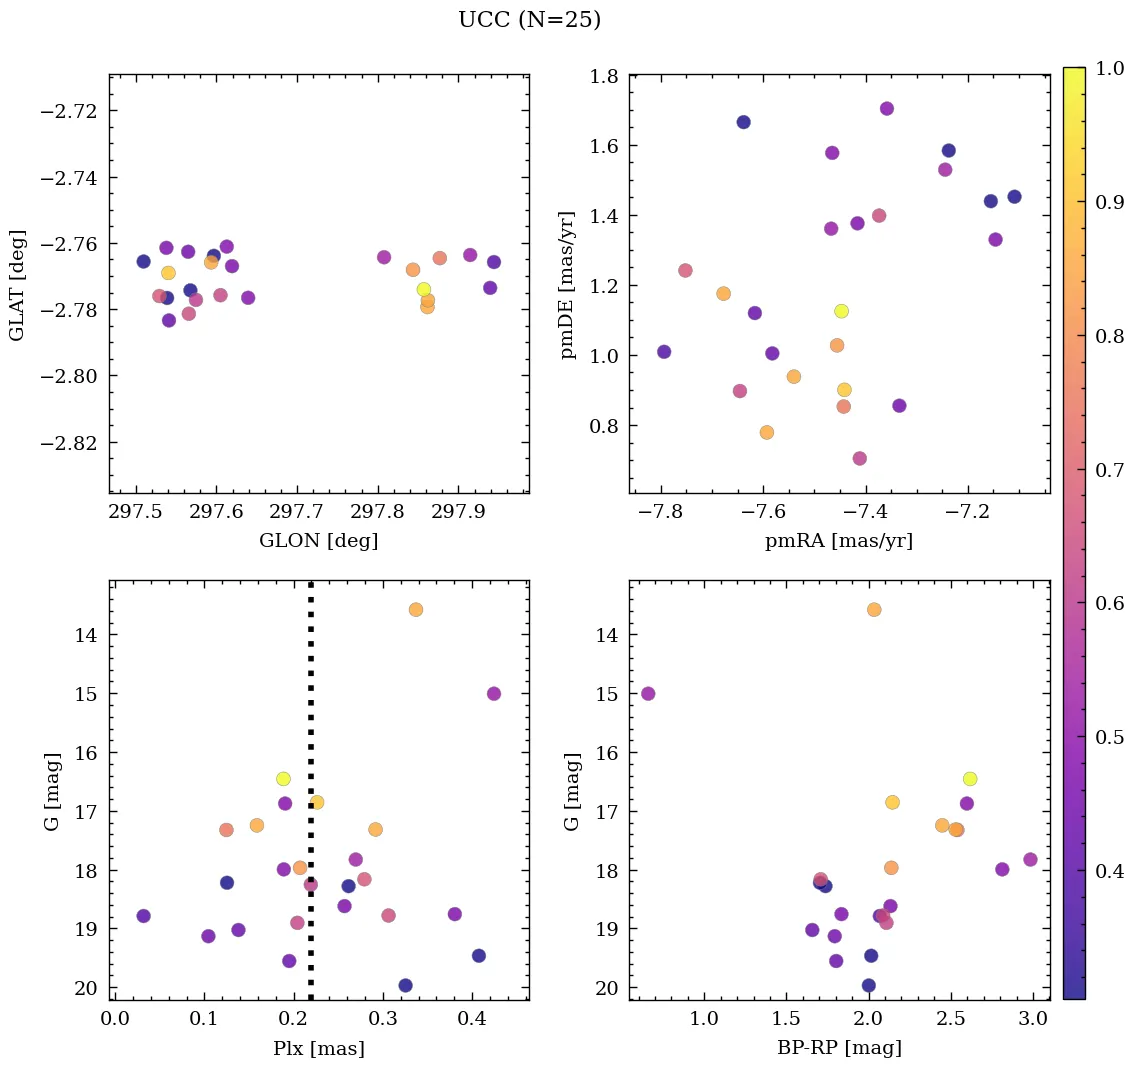 UCC (N=25)
−2.72
−2.74
−2.76
−2.78
−2.80
−2.82
GLAT [deg]
297.5 297.6 297.7 297.8 297.9
GLON [deg]
1.8
1.6
1.4
1.2
1.0
0.8
pmDE [mas/yr]
−7.8 −7.6 −7.4 −7.2
pmRA [mas/yr]
14
15
16
17
18
19
20
G [mag]
0.0 0.1 0.2 0.3 0.4
Plx [mas]
14
15
16
17
18
19
20
G [mag]
1.0 1.5 2.0 2.5 3.0
BP-RP [mag]
1.0
0.9
0.8
0.7
0.6
0.5
0.4